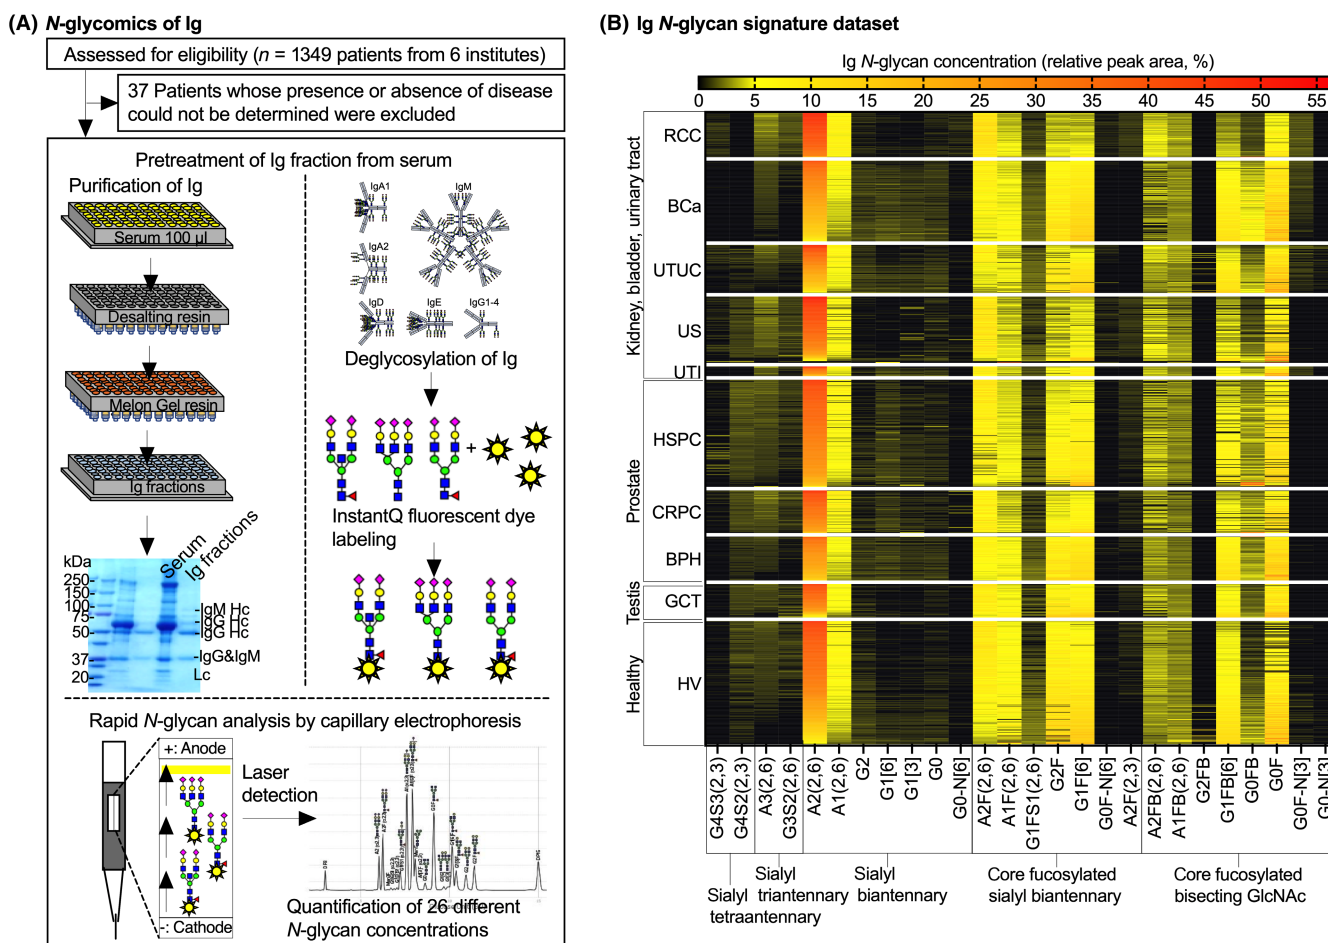 (A) N-glycomics of Ig
Assessed for eligibility (n = 1349 patients from 6 institutes)
37 Patients whose presence or absence of disease
could not be determined were excluded
Pretreatment of Ig fraction from serum
Purification of Ig
Serum 100 µl
Desalting resin
Melon Gel resin
Ig fractions
Serum
Ig fractions
kDa
250
150
100
75
50
37
20
-IgM Hc
-IgG Hc
IgG Hc
-IgG&IgM
Lc
IgA1
IgM
IgA2
IgD
IgE
IgG1-4
Deglycosylation of Ig
+
InstantQ fluorescent dye
labeling
Rapid N-glycan analysis by capillary electrophoresis
+: Anode
-: Cathode
Laser
detection
Quantification of 26 different
N-glycan concentrations
(B) Ig N-glycan signature dataset
Ig N-glycan concentration (relative peak area, %)
0 5 10 15 20 25 30 35 40 45 50 55
Kidney, bladder, urinary tract
RCC
BCa
UTUC
US
UTI
Prostate
HSPC
CRPC
BPH
Testis
GCT
Healthy
HV
G4S3(2,3)
G4S2(2,3)
A3(2,6)
G3S2(2,6)
A2(2,6)
A1(2,6)
G2
G1[6]
G1[3]
G0
G0-N[6]
A2F(2,6)
A1F(2,6)
G1FS1(2,6)
G2F
G1F[6]
G0F-N[6]
A2F(2,3)
A2FB(2,6)
A1FB(2,6)
G2FB
G1FB[6]
G0FB
G0F
G0F-N[3]
Sialyl
tetraantennary
Sialyl
triantennary
Sialyl
biantennary
Core fucosylated
sialyl biantennary
Core fucosylated
bisecting GlcNAc